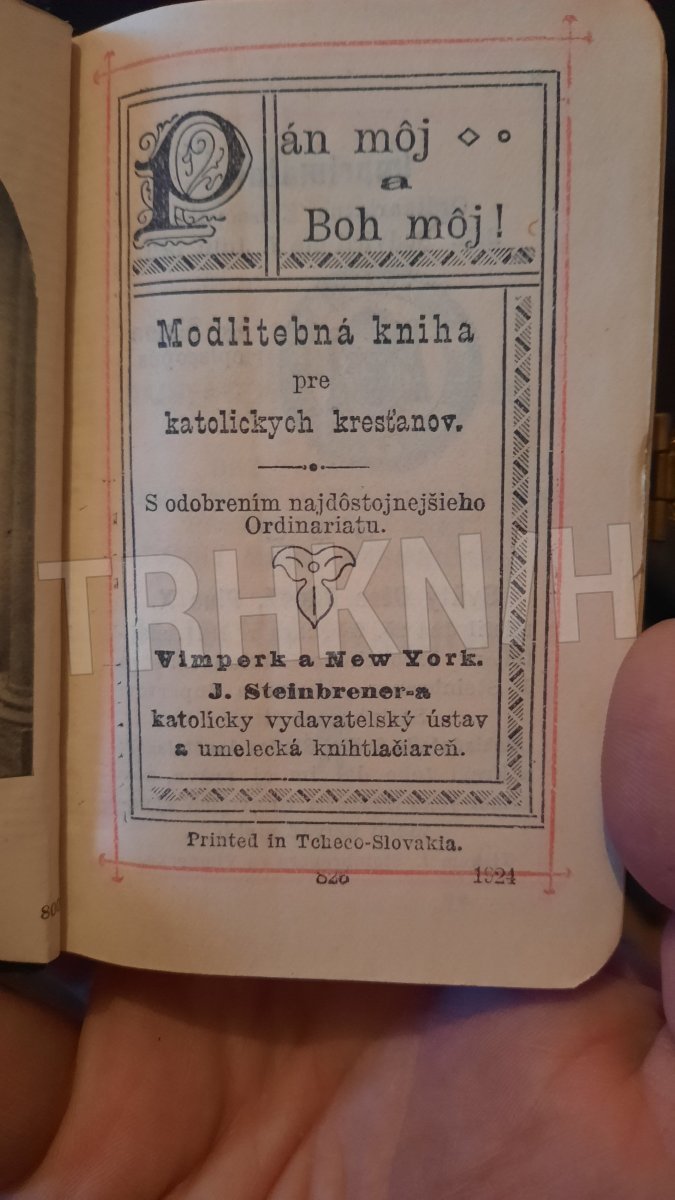 Pán môj
a
Boh môj!
Modlitebná kniha
pre
katolickych kresťanov.
S odobrením najdôstojnejšieho
Ordinariatu.
TRHKNIH
Vimperk a New York.
J. Steinbrener-a
katolícky vydavatelský ústav
a umelecká kníhtlačiareň.
Printed in Tcheco-Slovakia.
1924